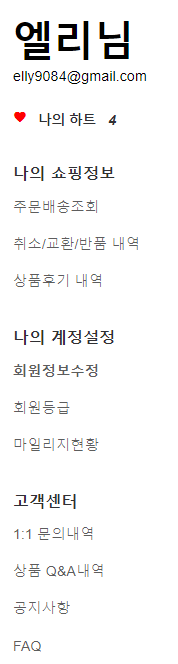 엘리님
elly9084@gmail.com
나의 하트 4
나의 쇼핑정보
주문배송조회
취소/교환/반품 내역
상품후기 내역
나의 계정설정
회원정보수정
회원등급
마일리지현황
고객센터
1:1 문의내역
상품 Q&A내역
공지사항
FAQ